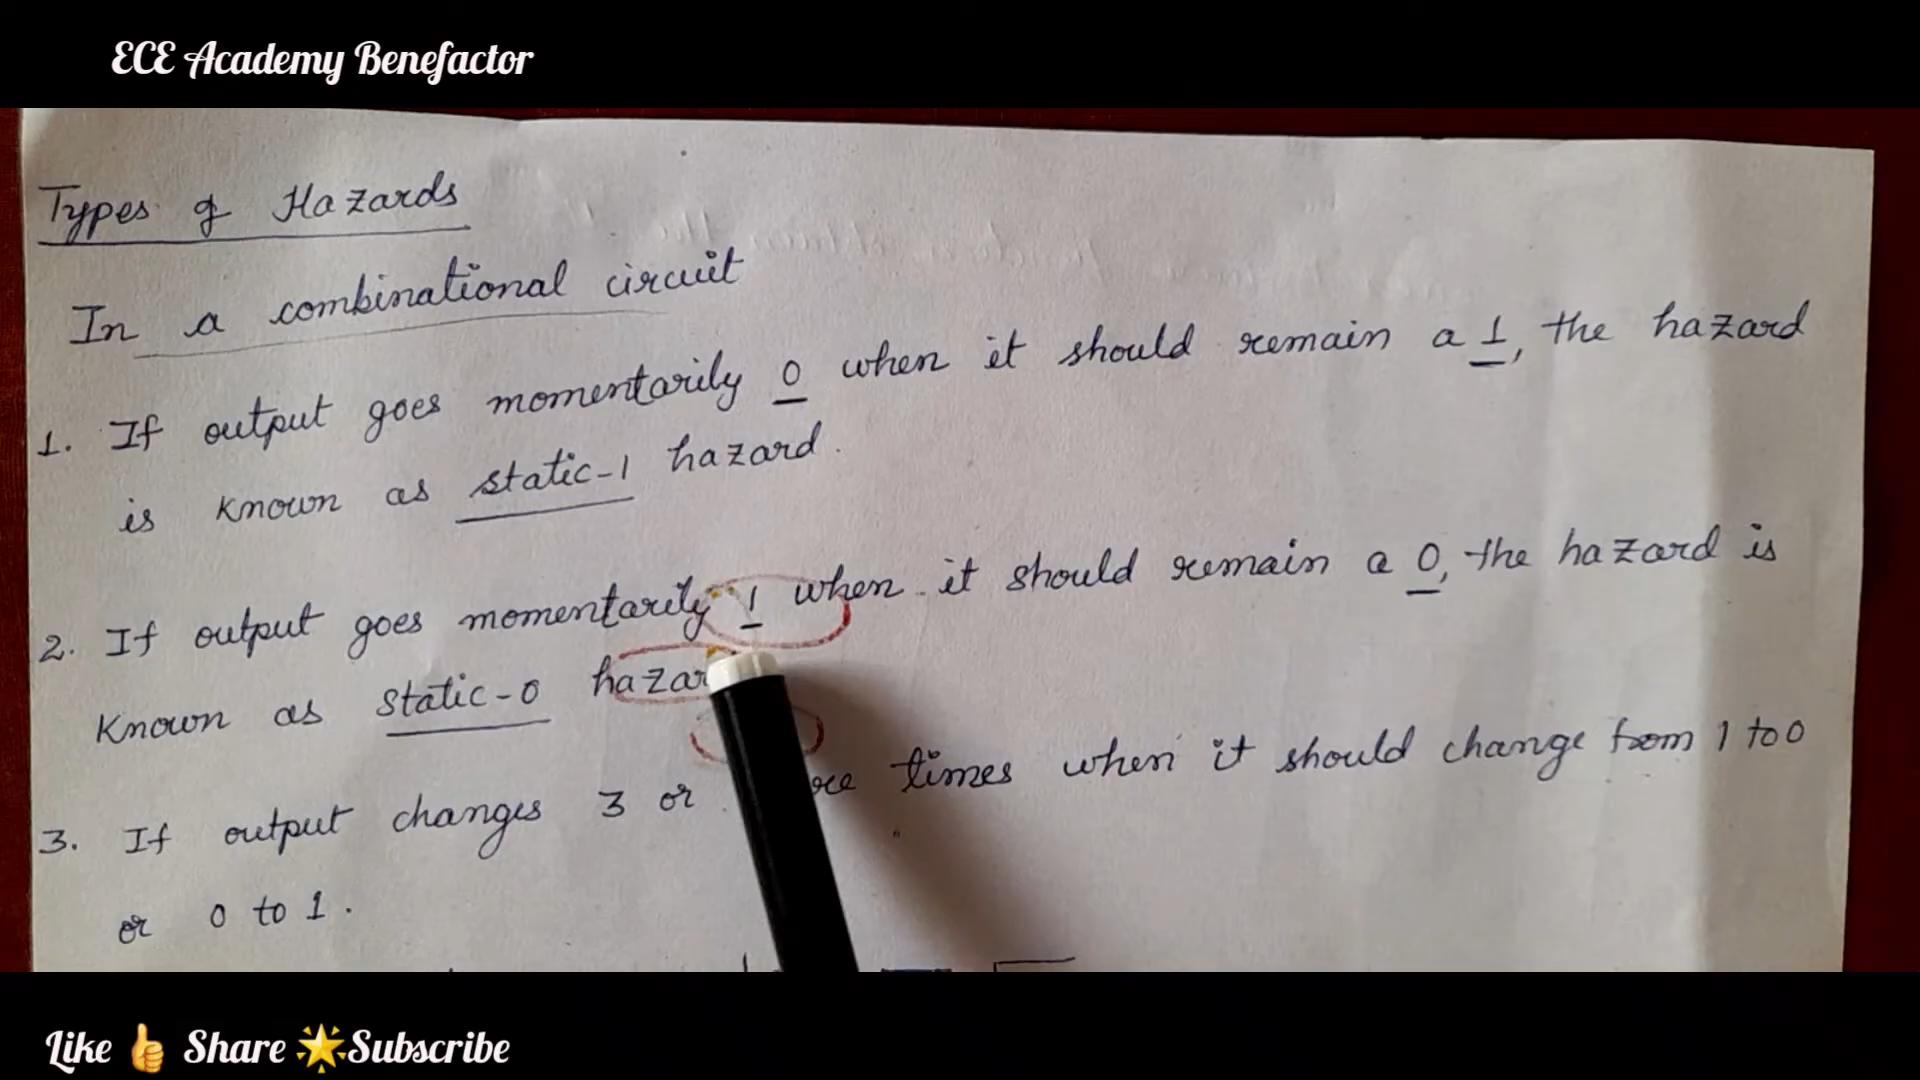 ECE Academy Benefactor
Types of Hazards
In a combinational circuit
1. If output goes momentarily 0 when it should remain a 1, the hazard
is known as static-1 hazard.
2. If output goes momentarily 1 when it should remain a 0, the hazard is
known as static-0
3. If output changes 3 or times when it should change from 1 to 0
or 0 to 1.
Like 👍 Share 🌟Subscribe